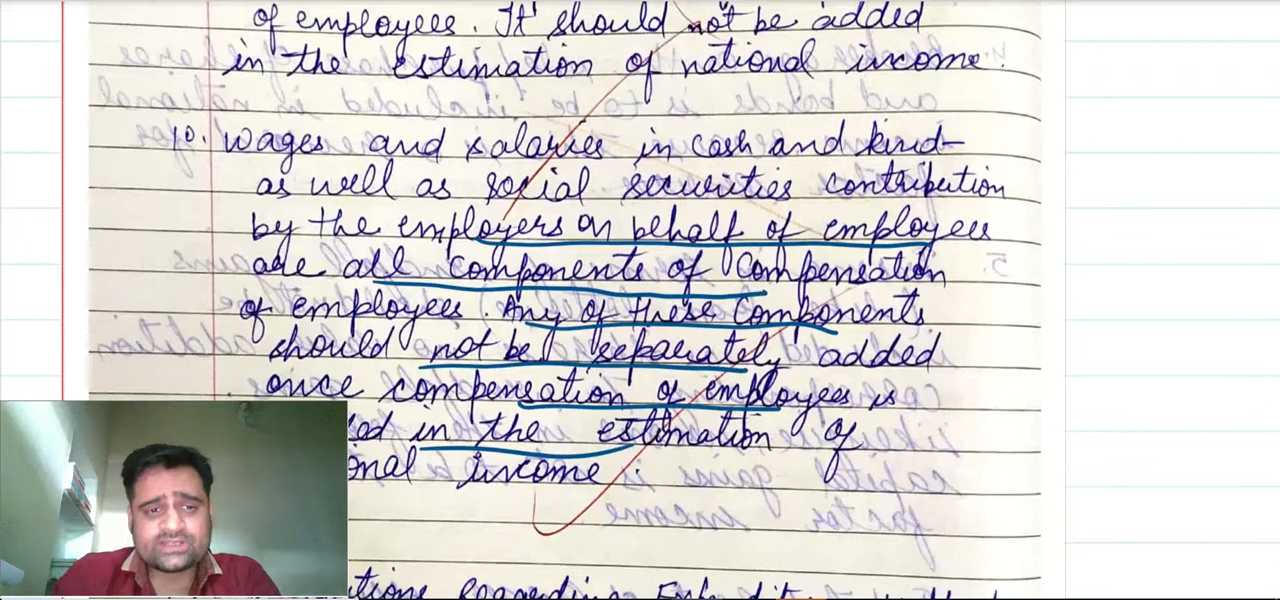 of employees. It should not be added
in the estimation of national income.
10. Wages and salaries in cash and kind-
as well as social securities contribution
by the employers on behalf of employees
are all components of compensation
of employees. Any of these components
should not be separately added
once compensation of employees is
in the estimation of
income.
regarding